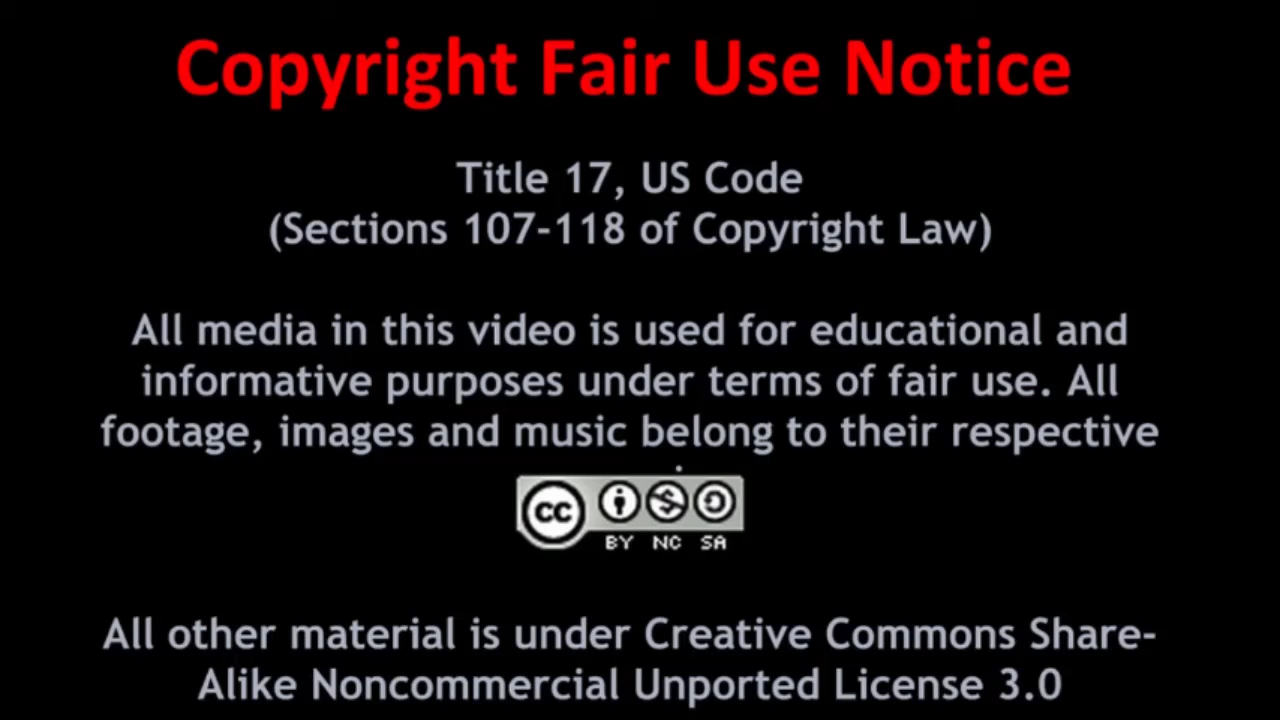 Copyright Fair Use Notice
Title 17, US Code
(Sections 107-118 of Copyright Law)
All media in this video is used for educational and
informative purposes under terms of fair use. All
footage, images and music belong to their respective
cc
BY NC SA
All other material is under Creative Commons Share-
Alike Noncommercial Unported License 3.0